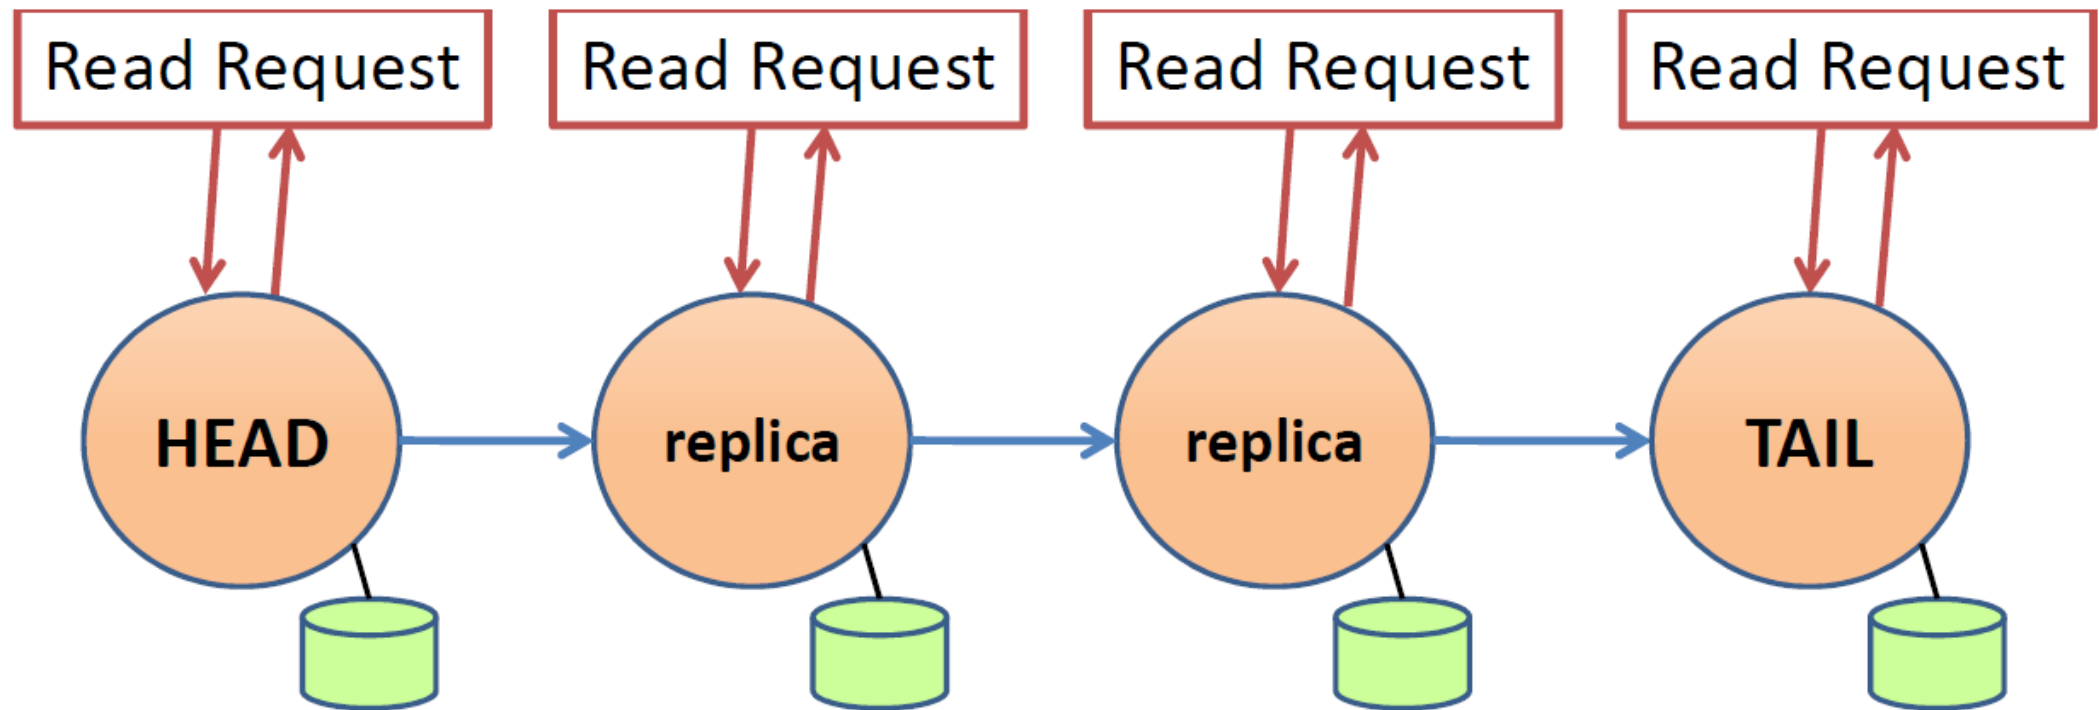 Read Request
Read Request
Read Request
Read Request
HEAD
replica
replica
TAIL